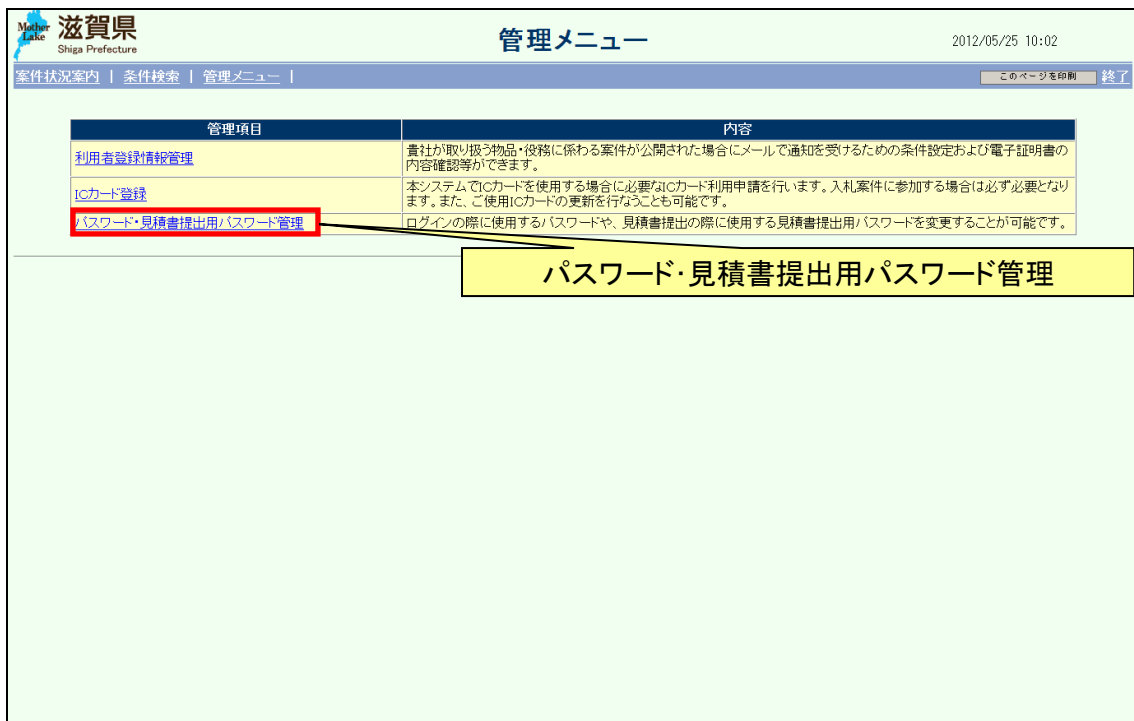 Mother Lake 滋賀県
Shiga Prefecture
管理メニュー
2012/05/25 10:02
案件状況案内 | 条件検索 | 管理メニュー |
このページを印刷 終了
管理項目 内容
利用者登録情報管理
貴社が取り扱う物品・役務に係わる案件が公開された場合にメールで通知を受けるための条件設定および電子証明書の
内容確認等ができます。
ICカード登録
本システムでICカードを使用する場合に必要なICカード利用申請を行います。入札案件に参加する場合は必ず必要となり
ます。また、ご使用ICカードの更新を行なうことも可能です。
パスワード・見積書提出用パスワード管理
ログインの際に使用するパスワードや、見積書提出の際に使用する見積書提出用パスワードを変更することが可能です。
パスワード・見積書提出用パスワード管理